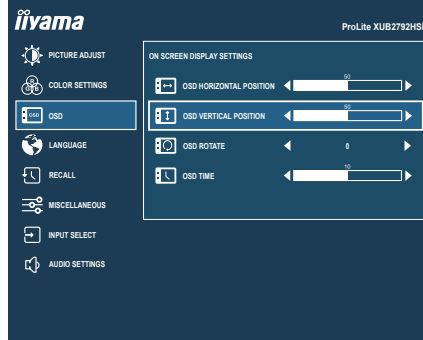 iiyama
ProLite XUB2792HSU
PICTURE ADJUST
COLOR SETTINGS
OSD
LANGUAGE
RECALL
MISCELLANEOUS
INPUT SELECT
AUDIO SETTINGS
ON SCREEN DISPLAY SETTINGS
OSD HORIZONTAL POSITION
50
OSD VERTICAL POSITION
50
OSD ROTATE
0
OSD TIME
10